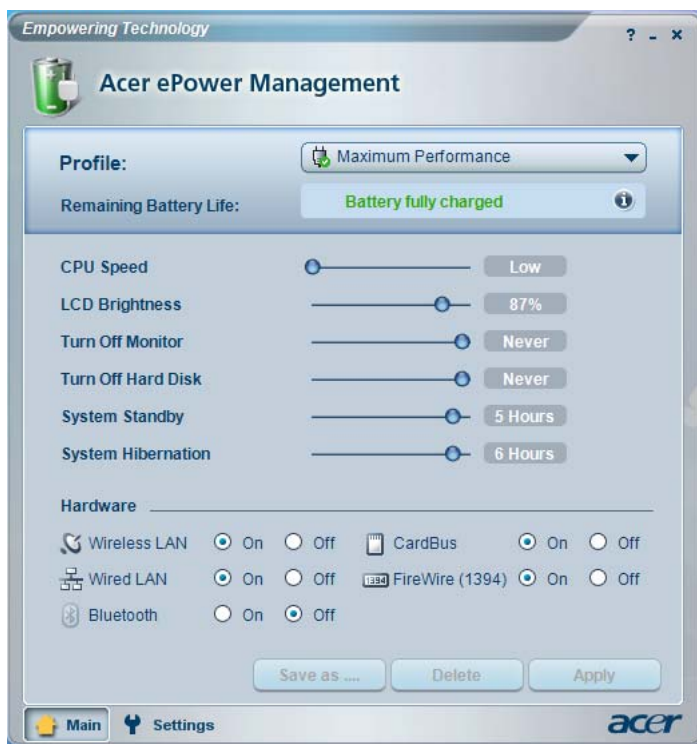 Empowering Technology ? - x
Acer ePower Management
Profile: Maximum Performance
Remaining Battery Life: Battery fully charged
CPU Speed Low
LCD Brightness 87%
Turn Off Monitor Never
Turn Off Hard Disk Never
System Standby 5 Hours
System Hibernation 6 Hours
Hardware
Wireless LAN On Off CardBus On Off
Wired LAN On Off 1394 FireWire (1394) On Off
Bluetooth On Off
Save as .... Delete Apply
Main Settings acer